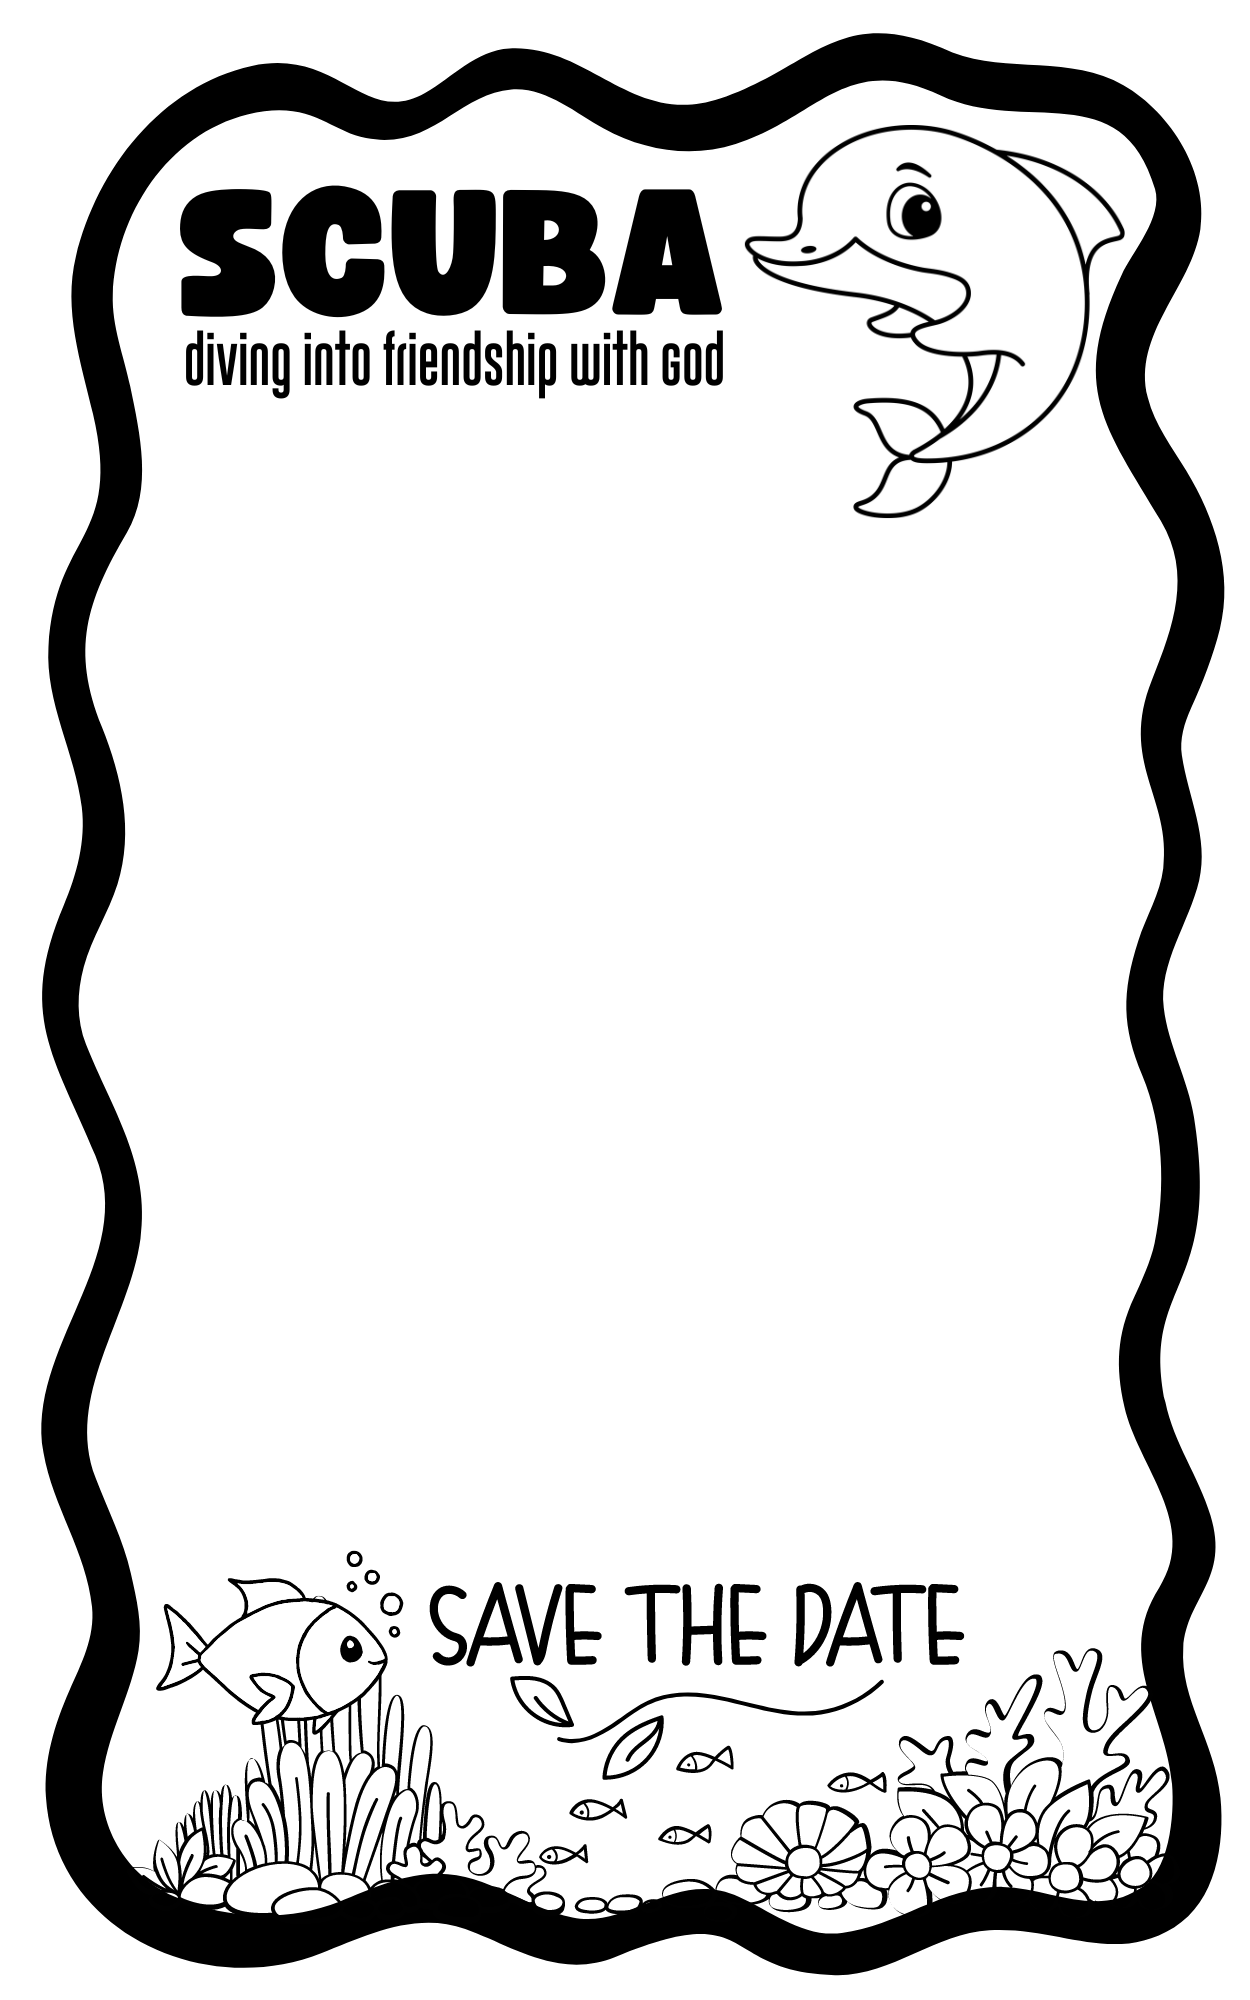 SCUBA
diving into friendship with God
SAVE THE DATE